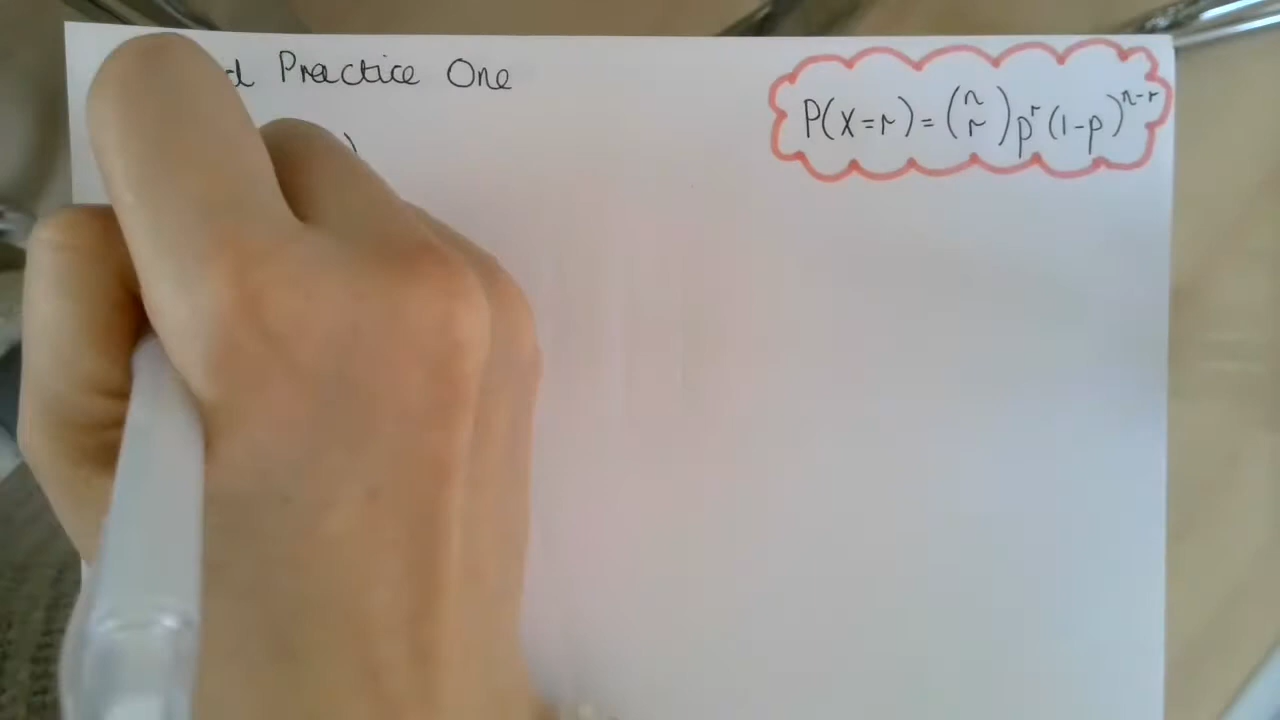 Practice One
P(X=r)=(n r)p^r(1-p)^n-r
)